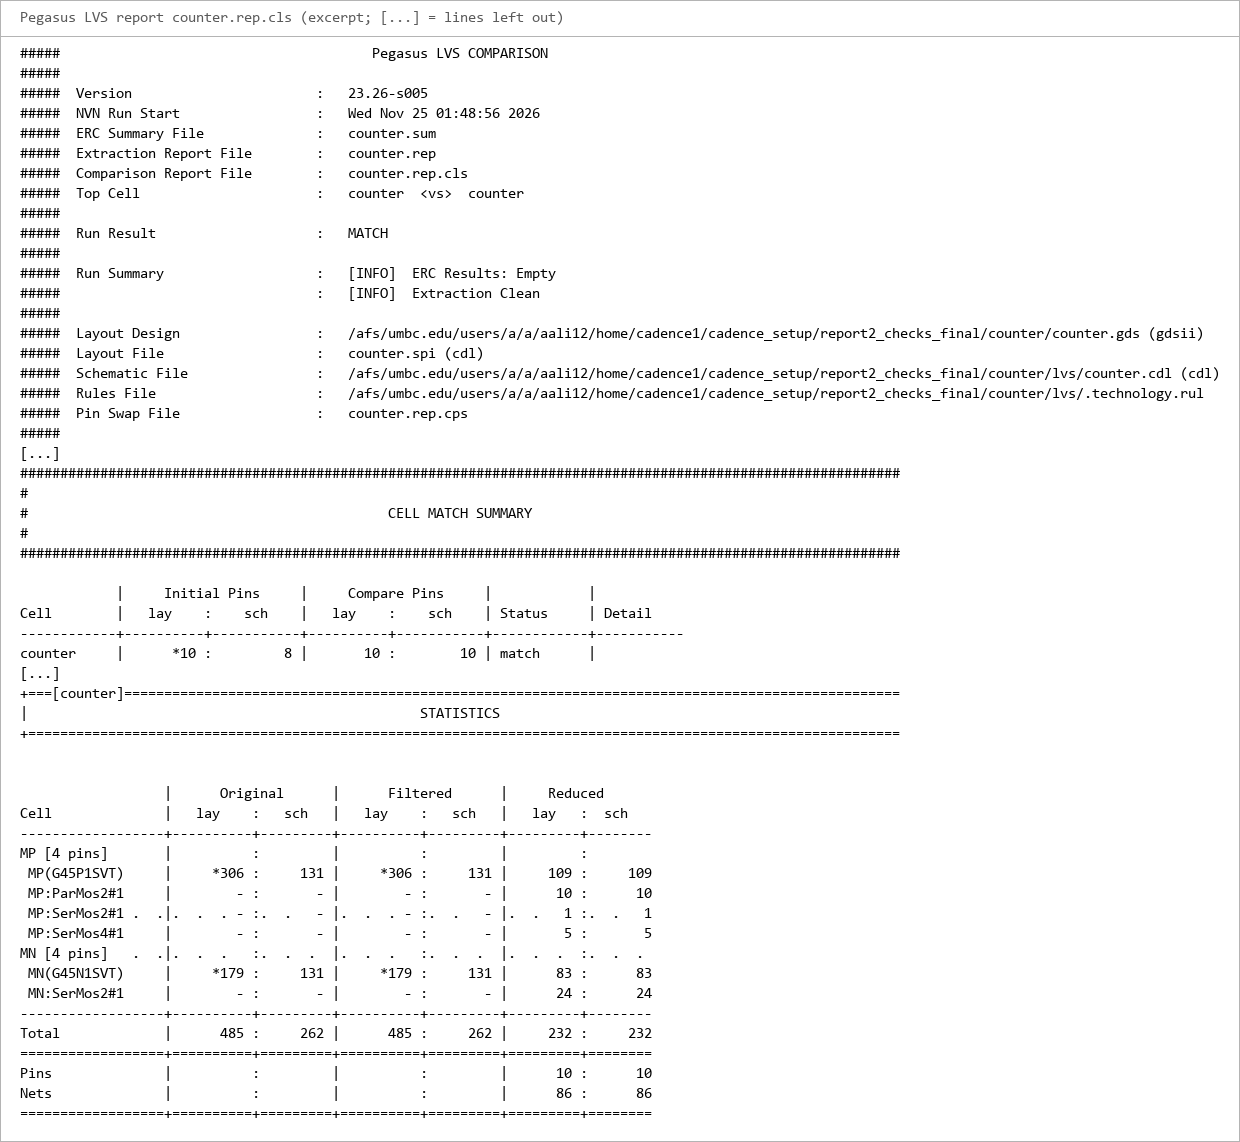 Pegasus LVS report counter.rep.cls (excerpt; [...] = lines left out)
#####                                       Pegasus LVS COMPARISON
#####
#####  Version                       :   23.26-s005
#####  NVN Run Start                 :   Wed Nov 25 01:48:56 2026
#####  ERC Summary File              :   counter.sum
#####  Extraction Report File        :   counter.rep
#####  Comparison Report File        :   counter.rep.cls
#####  Top Cell                      :   counter  <vs>  counter
#####
#####  Run Result                    :   MATCH
#####
#####  Run Summary                   :   [INFO]  ERC Results: Empty
#####                                :   [INFO]  Extraction Clean
#####
#####  Layout Design                 :   /afs/umbc.edu/users/a/a/aali12/home/cadence1/cadence_setup/report2_checks_final/counter/counter.gds (gdsii)
#####  Layout File                   :   counter.spi (cdl)
#####  Schematic File                :   /afs/umbc.edu/users/a/a/aali12/home/cadence1/cadence_setup/report2_checks_final/counter/lvs/counter.cdl (cdl)
#####  Rules File                    :   /afs/umbc.edu/users/a/a/aali12/home/cadence1/cadence_setup/report2_checks_final/counter/lvs/.technology.rul
#####  Pin Swap File                 :   counter.rep.cps
#####
[...]
##############################################################################################################
#
#                                             CELL MATCH SUMMARY
#
##############################################################################################################
            |     Initial Pins     |     Compare Pins     |            |
Cell        |   lay    :    sch    |   lay    :    sch    | Status     | Detail
------------+----------+-----------+----------+-----------+------------+-----------
counter     |      *10 :         8 |       10 :        10 | match      |
[...]
+===[counter]=================================================================================================
|                                                 STATISTICS
+=============================================================================================================
                  |      Original      |      Filtered      |     Reduced
Cell              |   lay    :   sch   |   lay    :   sch   |   lay   :  sch
------------------+----------+---------+----------+---------+---------+--------
MP [4 pins]       |          :         |          :         |         :
 MP(G45P1SVT)     |     *306 :     131 |     *306 :     131 |     109 :     109
 MP:ParMos2#1     |        - :       - |        - :       - |      10 :      10
 MP:SerMos2#1 .  .|.  .  . - :.  .   - |.  .  . - :.  .   - |.  .   1 :.  .   1
 MP:SerMos4#1     |        - :       - |        - :       - |       5 :       5
MN [4 pins]   .  .|.  .  .   :.  .  .  |.  .  .   :.  .  .  |.  .  .  :.  .  .
 MN(G45N1SVT)     |     *179 :     131 |     *179 :     131 |      83 :      83
 MN:SerMos2#1     |        - :       - |        - :       - |      24 :      24
------------------+----------+---------+----------+---------+---------+--------
Total             |      485 :     262 |      485 :     262 |     232 :     232
==================+==========+=========+==========+=========+=========+========
Pins              |          :         |          :         |      10 :      10
Nets              |          :         |          :         |      86 :      86
==================+==========+=========+==========+=========+=========+========